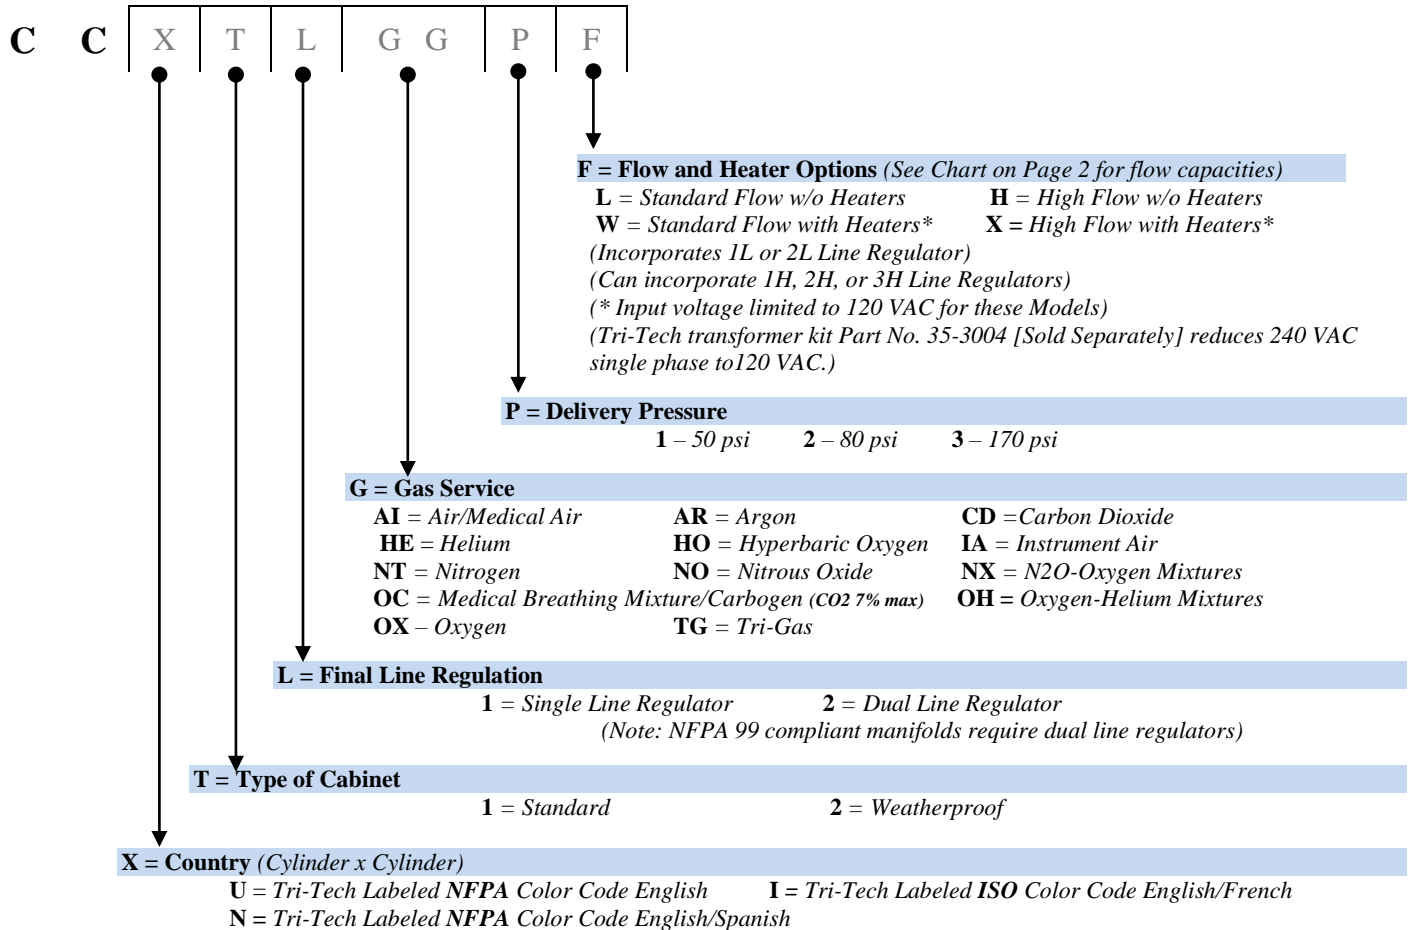 C C X T L G G P F
F = Flow and Heater Options (See Chart on Page 2 for flow capacities)
L = Standard Flow w/o Heaters H = High Flow w/o Heaters
W = Standard Flow with Heaters* X = High Flow with Heaters*
(Incorporates 1L or 2L Line Regulator)
(Can incorporate 1H, 2H, or 3H Line Regulators)
(* Input voltage limited to 120 VAC for these Models)
(Tri-Tech transformer kit Part No. 35-3004 [Sold Separately] reduces 240 VAC
single phase to120 VAC.)
P = Delivery Pressure
1 – 50 psi 2 – 80 psi 3 – 170 psi
G = Gas Service
AI = Air/Medical Air AR = Argon CD =Carbon Dioxide
HE = Helium HO = Hyperbaric Oxygen IA = Instrument Air
NT = Nitrogen NO = Nitrous Oxide NX = N2O-Oxygen Mixtures
OC = Medical Breathing Mixture/Carbogen (CO2 7% max) OH = Oxygen-Helium Mixtures
OX – Oxygen TG = Tri-Gas
L = Final Line Regulation
1 = Single Line Regulator 2 = Dual Line Regulator
(Note: NFPA 99 compliant manifolds require dual line regulators)
T = Type of Cabinet
1 = Standard 2 = Weatherproof
X = Country (Cylinder x Cylinder)
U = Tri-Tech Labeled NFPA Color Code English I = Tri-Tech Labeled ISO Color Code English/French
N = Tri-Tech Labeled NFPA Color Code English/Spanish